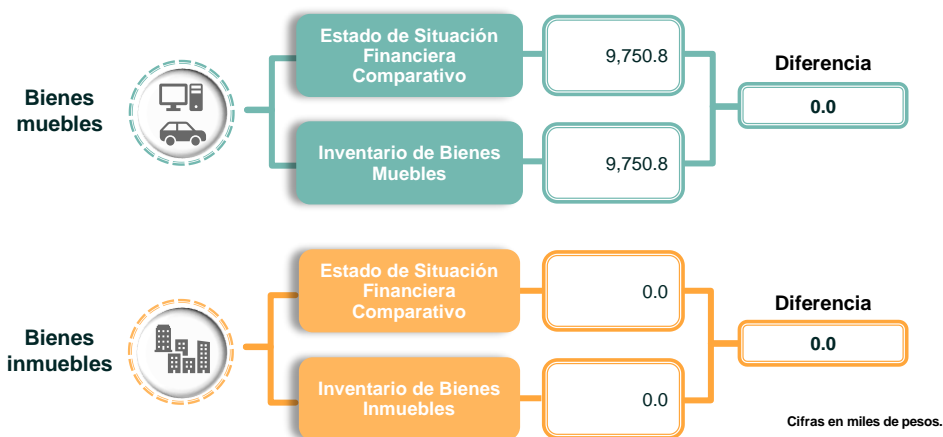 Bienes
muebles
Estado de Situación
Financiera
Comparativo
9,750.8
Inventario de Bienes
Muebles
9,750.8
Diferencia
0.0
Bienes
inmuebles
Estado de Situación
Financiera
Comparativo
0.0
Inventario de Bienes
Inmuebles
0.0
Diferencia
0.0
Cifras en miles de pesos.